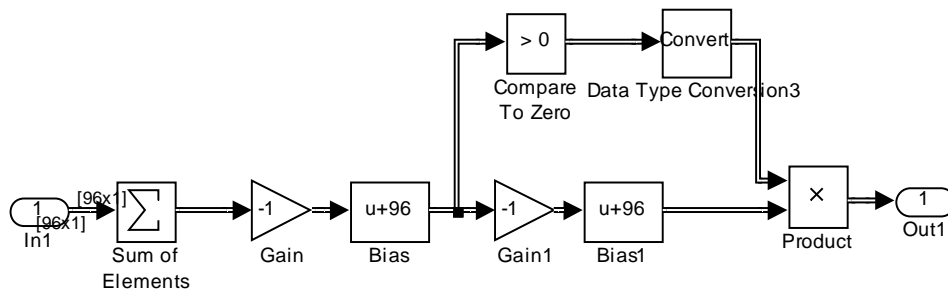 > 0
Convert
Compare
To Zero
Data Type Conversion3
1
[96x1]
[96x1]
In1
∑
Sum of
Elements
-1
Gain
u+96
Bias
-1
Gain1
u+96
Bias1
×
Product
1
Out1